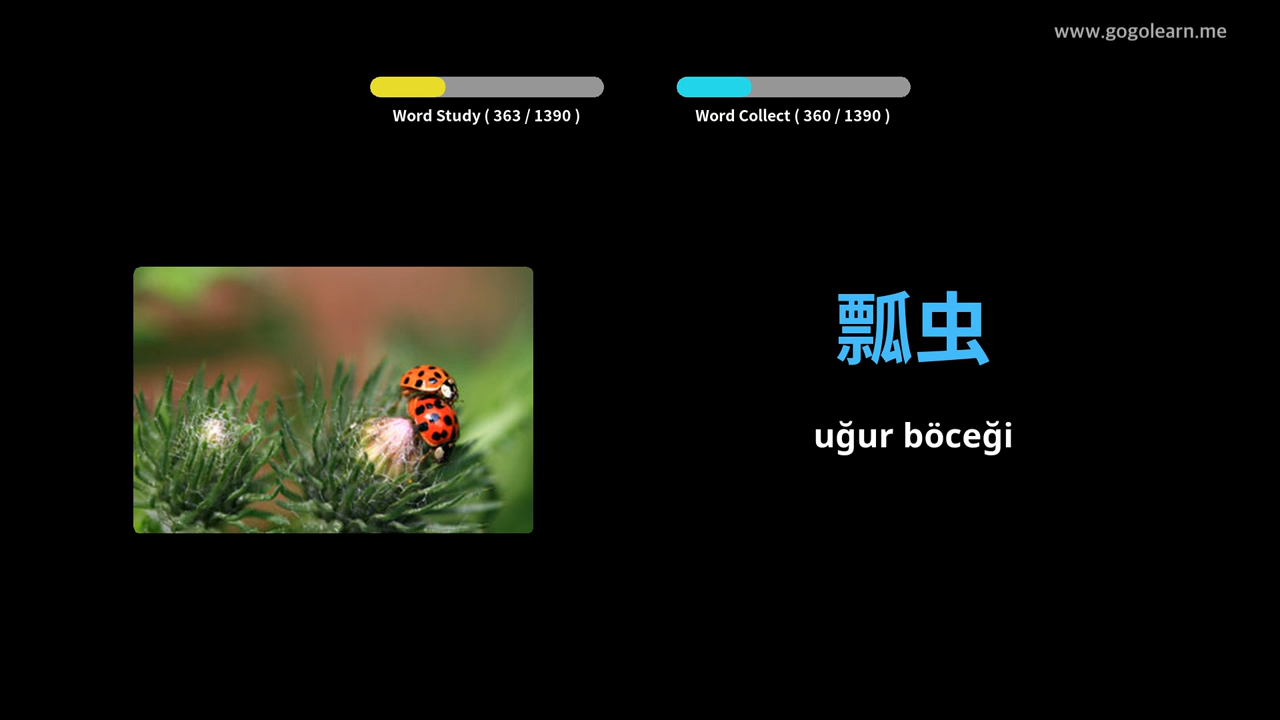 www.gogolearn.me
Word Study ( 363 / 1390 )
Word Collect ( 360 / 1390 )
瓢虫
uğur böceği